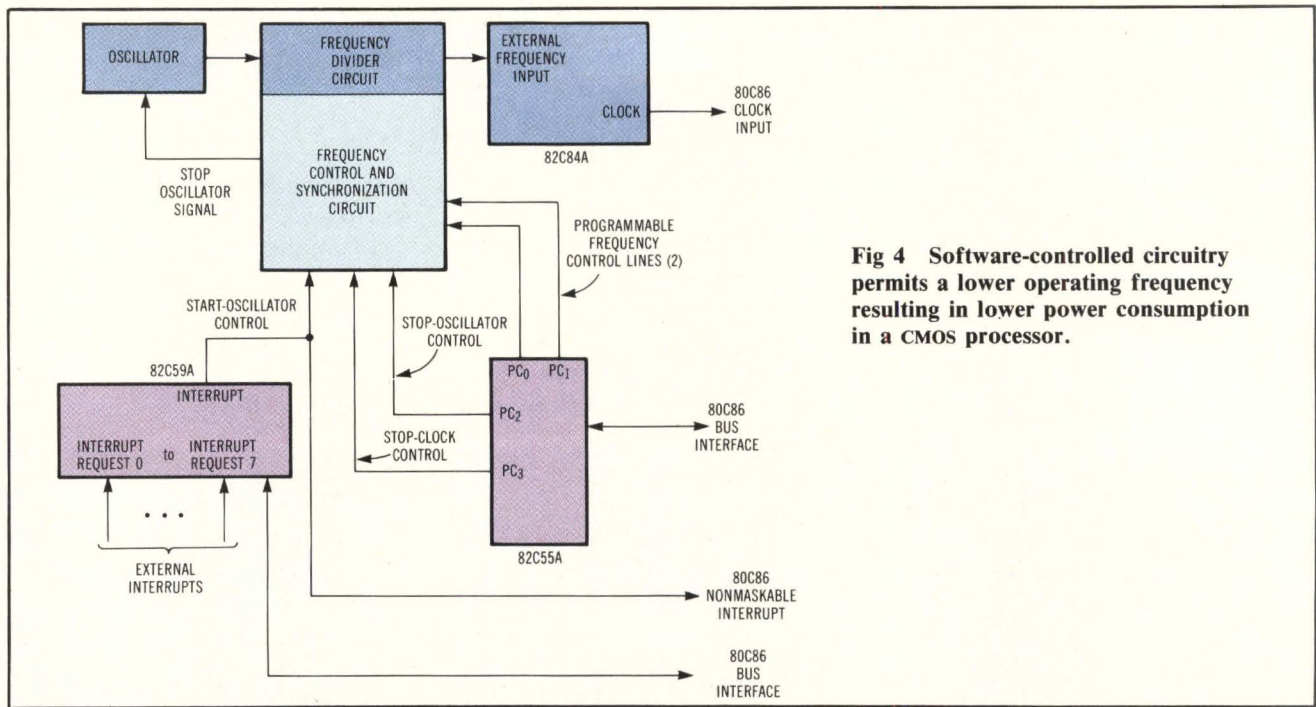 OSCILLATOR
FREQUENCY
DIVIDER
CIRCUIT
EXTERNAL
FREQUENCY
INPUT
CLOCK
80C86
CLOCK
INPUT
82C84A
STOP
OSCILLATOR
SIGNAL
FREQUENCY
CONTROL AND
SYNCHRONIZATION
CIRCUIT
PROGRAMMABLE
FREQUENCY
CONTROL LINES (2)
START-OSCILLATOR
CONTROL
STOP-OSCILLATOR
CONTROL
82C59A
INTERRUPT
INTERRUPT
REQUEST 0
to
INTERRUPT
REQUEST 7
STOP-CLOCK
CONTROL
PC0 PC1
PC2
PC3
80C86
BUS
INTERFACE
82C55A
• • •
EXTERNAL
INTERRUPTS
80C86
NONMASKABLE
INTERRUPT
80C86
BUS
INTERFACE
Fig 4 Software-controlled circuitry
permits a lower operating frequency
resulting in lower power consumption
in a CMOS processor.